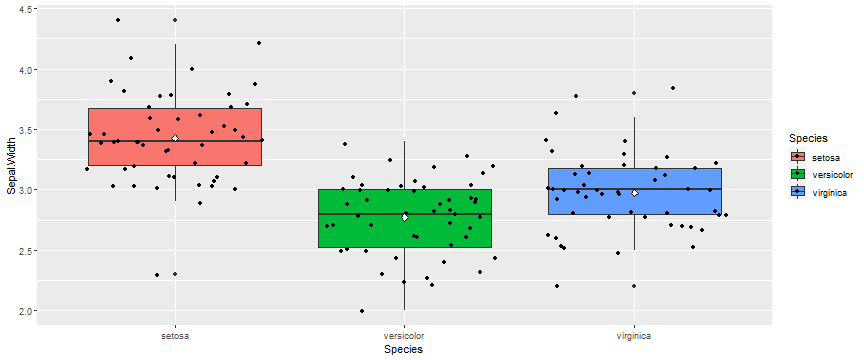 4.5
4.0
3.5
3.0
2.5
2.0
Sepal.Width
setosa
versicolor
virginica
Species
Species
setosa
versicolor
virginica